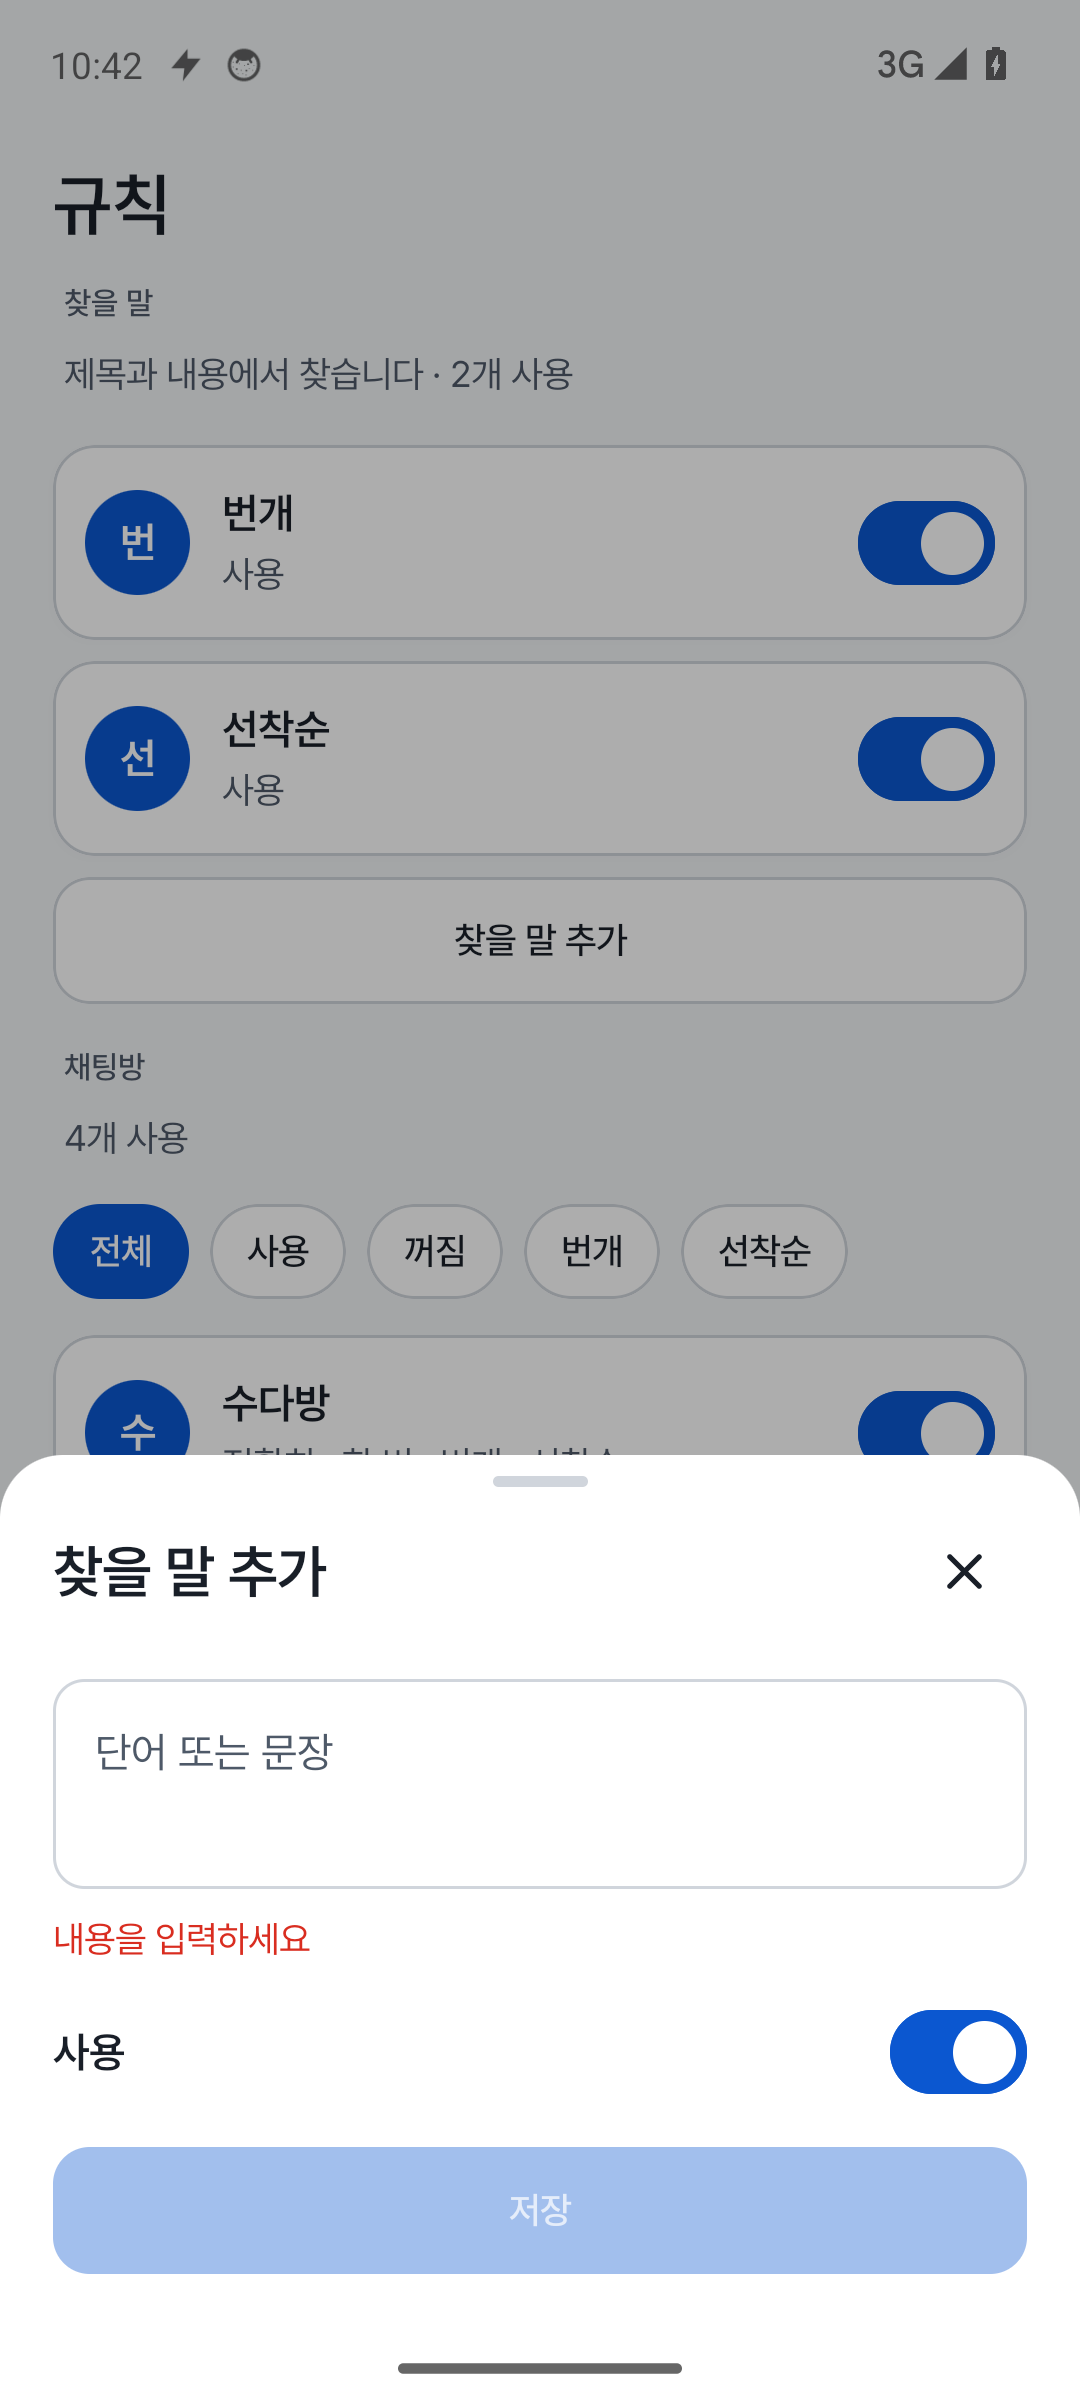 10:42
3G
규칙
찾을 말
제목과 내용에서 찾습니다 · 2개 사용
번
번개
사용
선
선착순
사용
찾을 말 추가
채팅방
4개 사용
전체
사용
꺼짐
번개
선착순
수
수다방
찾을 말 추가
단어 또는 문장
내용을 입력하세요
사용
저장